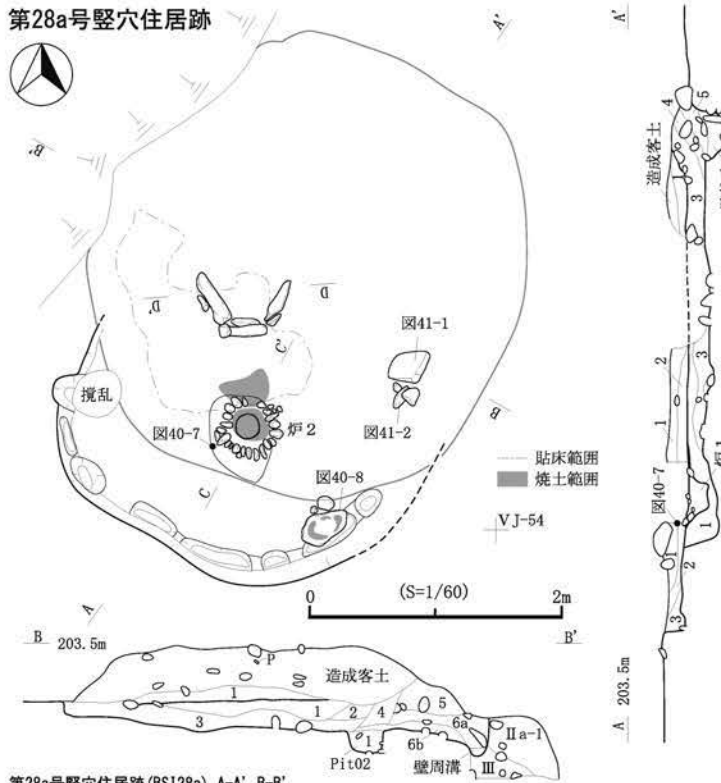 第28a号竪穴住居跡
A'
B'
D'
D
C'
図41-1
図41-2
B
撹乱
図40-7
炉2
図40-8
C
貼床範囲
焼土範囲
VJ-54
A
0
(S=1/60)
2m
B 203.5m
B'
P
造成客土
1
1
2
4
5
3
6a
6b
1
Pit02
壁周溝
Ⅱa-1
Ⅲ
A'
4
5
造成客土
1
3
2
3
1
図40-7
1
1
2
3
A 203.5m
第28a号竪穴住居跡(RSI28a) A-A', B-B'